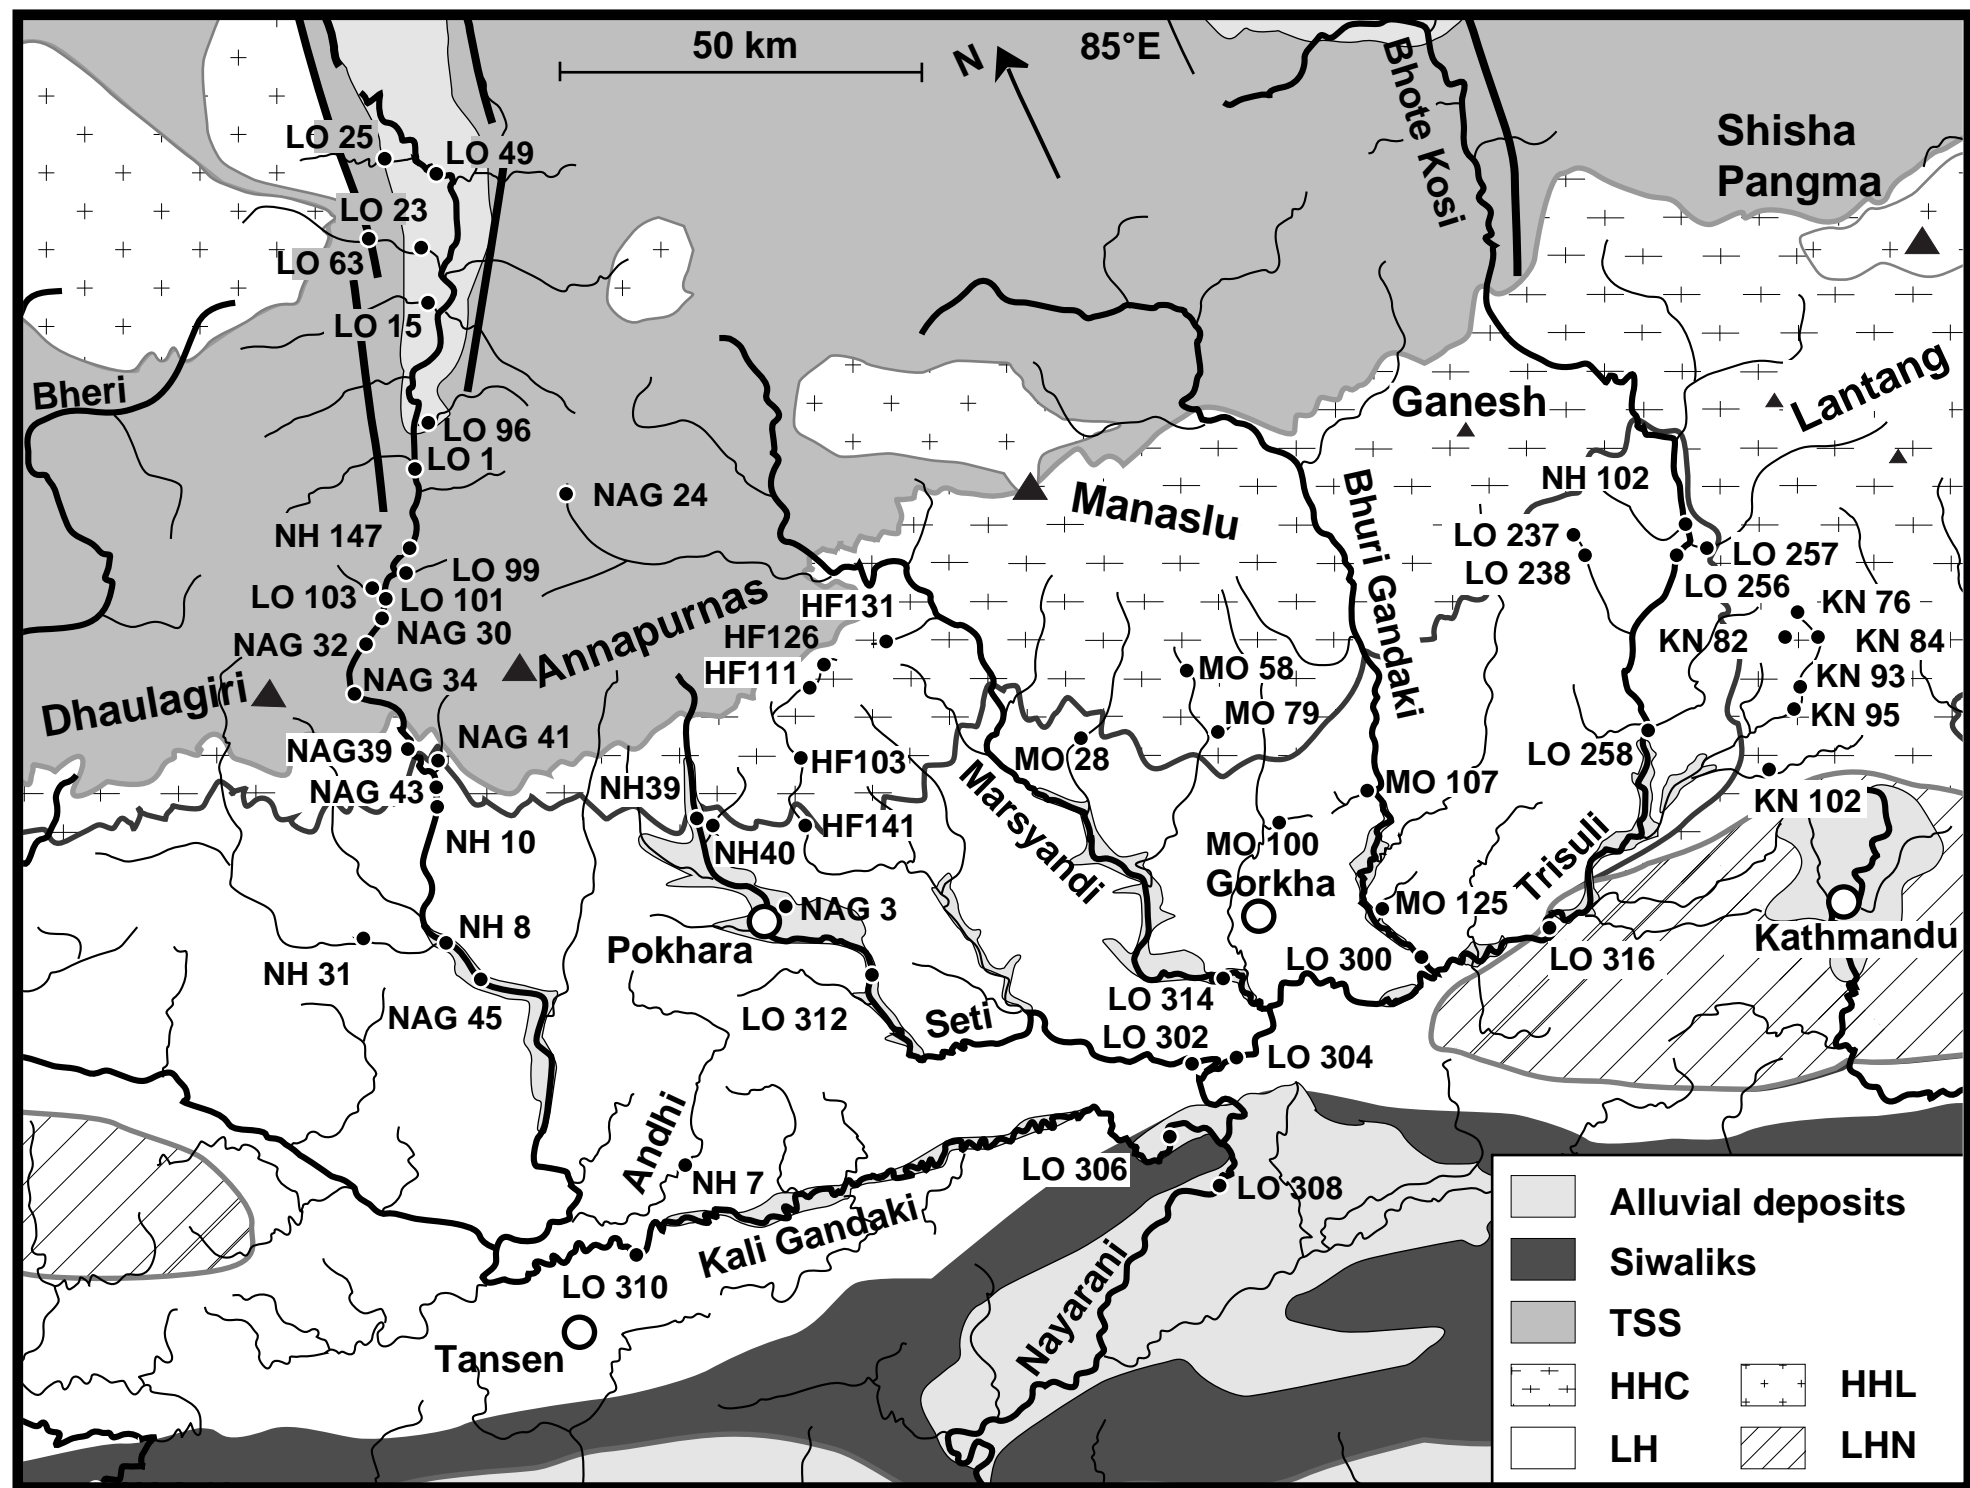 50 km
N
85°E
Bhote Kosi
Shisha
Pangma
LO 25
LO 49
LO 23
LO 63
LO 15
Bheri
LO 96
LO 1
NAG 24
Ganesh
Lantang
Manaslu
Bhuri Gandaki
NH 102
NH 147
LO 99
LO 103
LO 101
NAG 30
NAG 32
NAG 34
Annapurnas
Dhaulagiri
HF131
HF126
HF111
LO 237
LO 238
LO 257
LO 256
KN 76
KN 82
KN 84
KN 93
KN 95
MO 58
MO 79
MO 28
NAG39
NAG 41
NAG 43
NH39
HF103
LO 258
MO 107
KN 102
NH 10
NH40
HF141
Marsyandi
MO 100
Gorkha
Trisuli
NH 8
NAG 3
Pokhara
MO 125
Kathmandu
NH 31
LO 300
LO 316
NAG 45
LO 312
Seti
LO 314
LO 302
LO 304
Andhi
NH 7
LO 306
LO 308
Kali Gandaki
LO 310
Tansen
Nayarani
Alluvial deposits
Siwaliks
TSS
HHC
HHL
LH
LHN